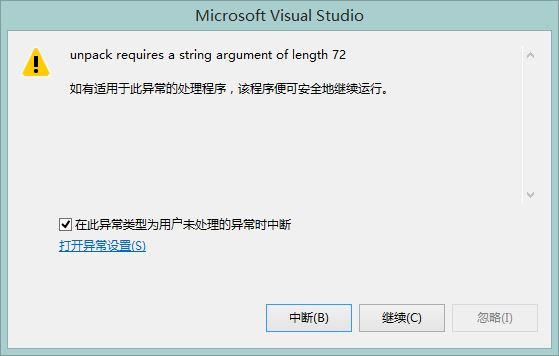 Microsoft Visual Studio
unpack requires a string argument of length 72
如有适用于此异常的处理程序，该程序便可安全地继续运行。
在此异常类型为用户未处理的异常时中断
打开异常设置(S)
中断(B)
继续(C)
忽略(I)